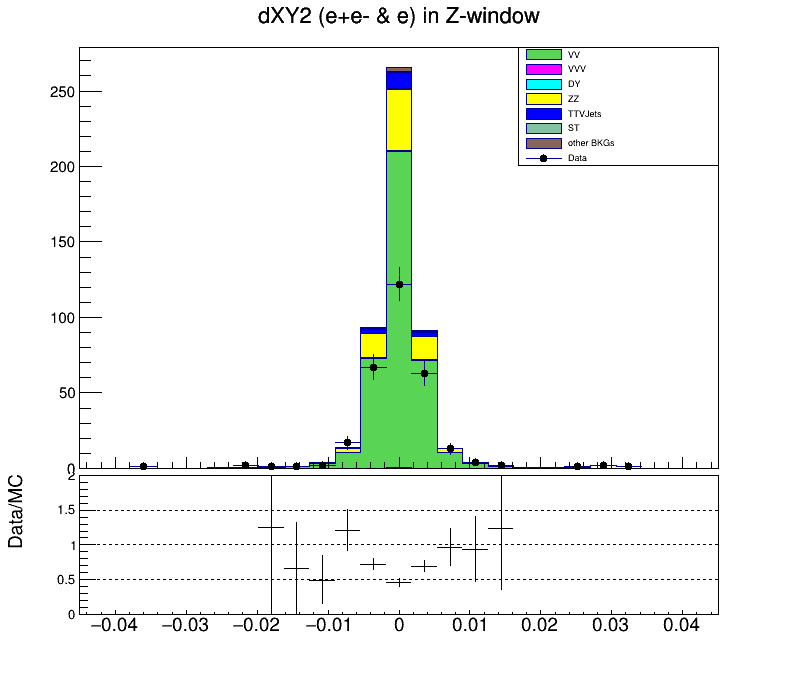 dXY2 (e+e- & e) in Z-window
VV
VVV
DY
ZZ
TTVJets
ST
other BKGs
Data
250
200
150
100
50
0
Data/MC
2
1.5
1
0.5
0
−0.04 −0.03 −0.02 −0.01 0 0.01 0.02 0.03 0.04